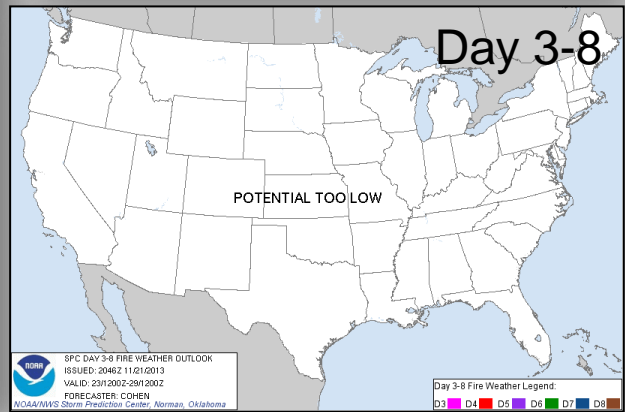 Day 3-8
POTENTIAL TOO LOW
NOAA
SPC DAY 3-8 FIRE WEATHER OUTLOOK
ISSUED: 2046Z 11/21/2013
VALID: 23/1200Z-29/1200Z
FORECASTER: COHEN
NOAA/NWS Storm Prediction Center, Norman, Oklahoma
Day 3-8 Fire Weather Legend:
D3 D4 D5 D6 D7 D8